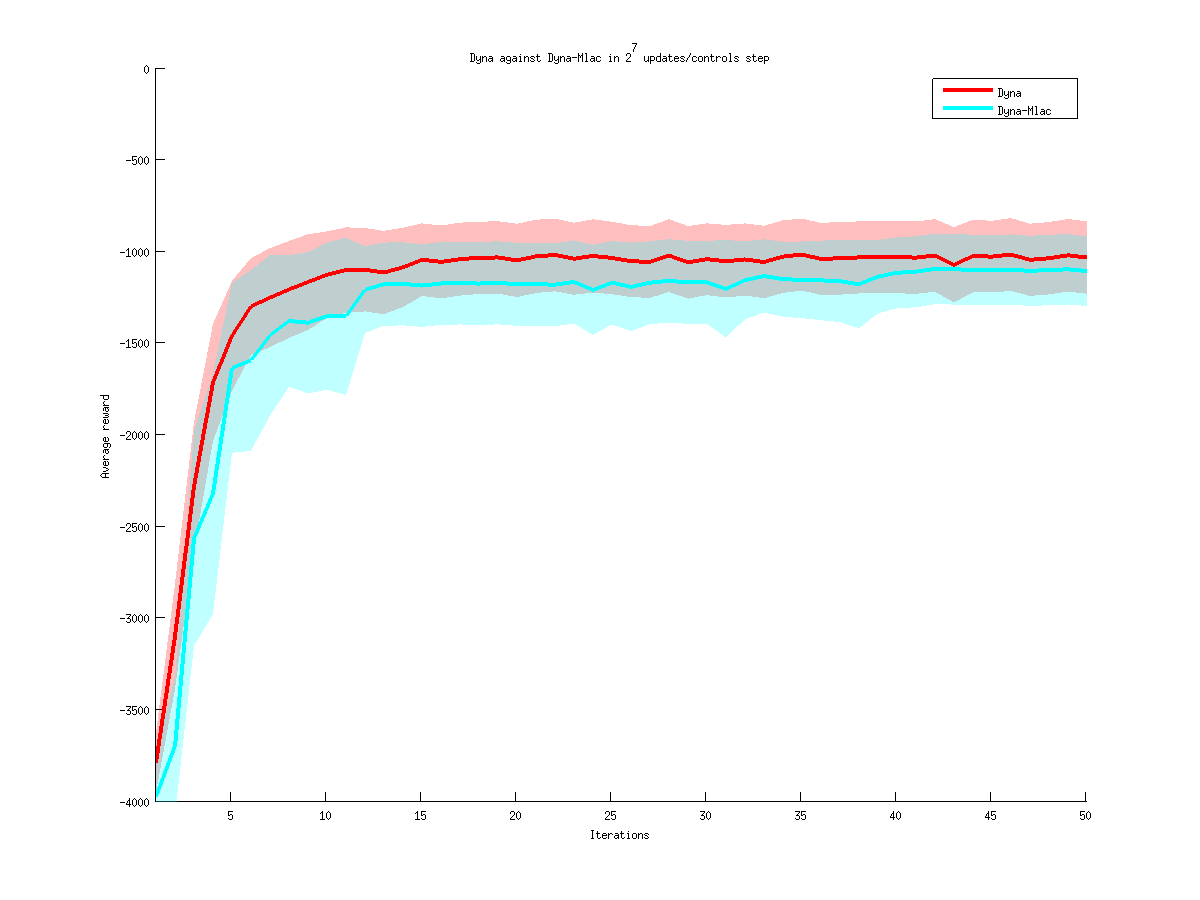 7
Dyna against Dyna-Mlac in 2 updates/controls step
Dyna
Dyna-Mlac
0
-500
-1000
-1500
-2000
-2500
-3000
-3500
-4000
Average reward
5 10 15 20 25 30 35 40 45 50
Iterations